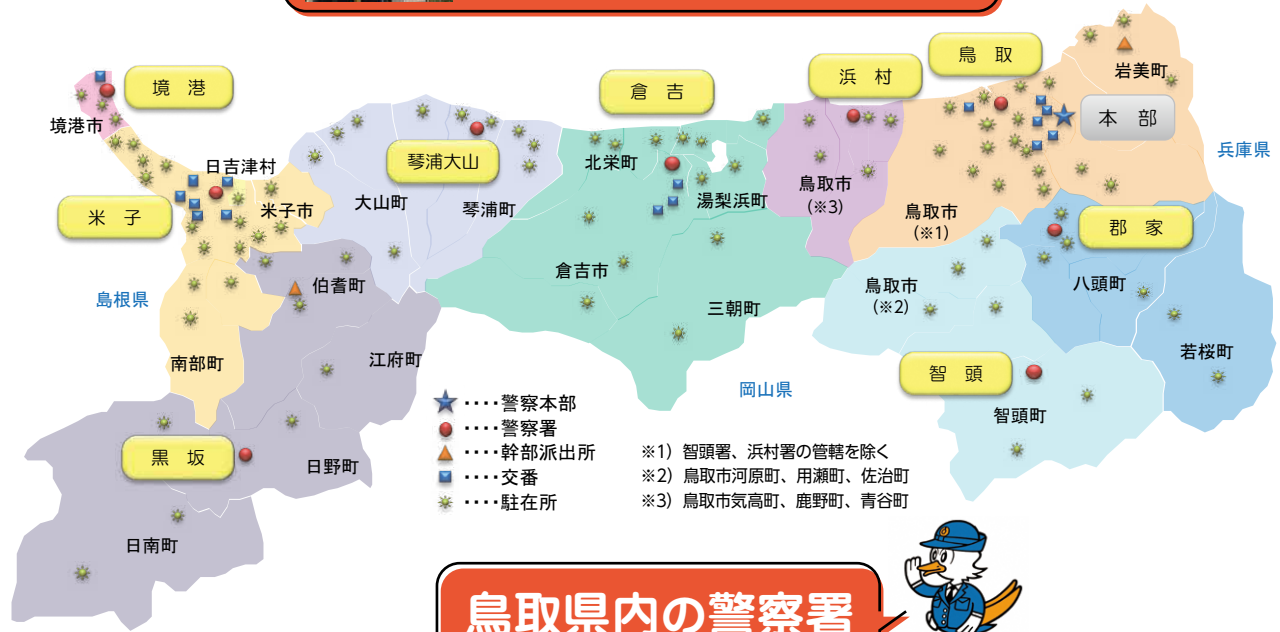 鳥 取
浜 村
岩美町
境 港
倉 吉
本 部
境港市
兵庫県
日吉津村
北栄町
琴浦大山
鳥取市
(※3)
米子市
大山町
琴浦町
湯梨浜町
鳥取市
(※1)
米 子
郡 家
倉吉市
伯耆町
鳥取市
(※2)
八頭町
島根県
三朝町
若桜町
南部町
江府町
智 頭
岡山県
智頭町
★‥‥警察本部
●‥‥警察署
▲‥‥幹部派出所
■‥‥交番
‥‥駐在所
※1）智頭署、浜村署の管轄を除く
※2）鳥取市河原町、用瀬町、佐治町
※3）鳥取市気高町、鹿野町、青谷町
黒 坂
日野町
日南町
鳥取県内の警察署